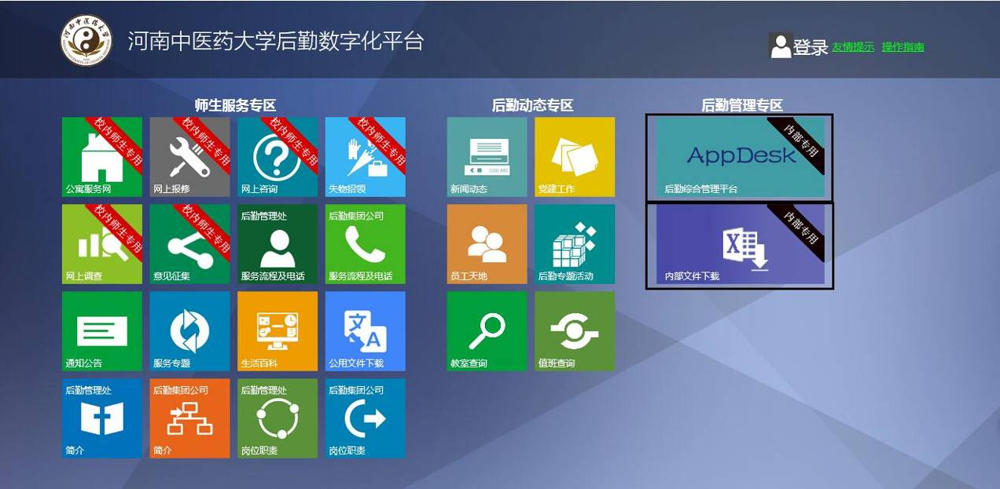 河南中医药大学后勤数字化平台
登录 友情提示 操作指南
师生服务专区
校内师生专用
公寓服务网
校内师生专用
网上报修
校内师生专用
网上咨询
校内师生专用
失物招领
校内师生专用
网上调查
校内师生专用
意见征集
后勤管理处
服务流程及电话
后勤集团公司
服务流程及电话
通知公告
服务专题
生活百科
文
A
公用文件下载
后勤管理处
简介
后勤集团公司
简介
后勤管理处
岗位职责
后勤集团公司
岗位职责
后勤动态专区
0:00 AM
新闻动态
党建工作
员工天地
后勤专题活动
教室查询
值班查询
后勤管理专区
内部专用
AppDesk
后勤综合管理平台
内部专用
X
内部文件下载